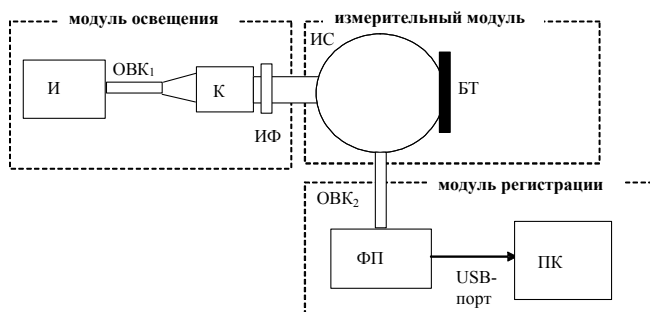 модуль освещения
измерительный модуль
ИС
ОВК₁
И
К
БТ
ИФ
модуль регистрации
ОВК₂
ФП
ПК
USB-
порт